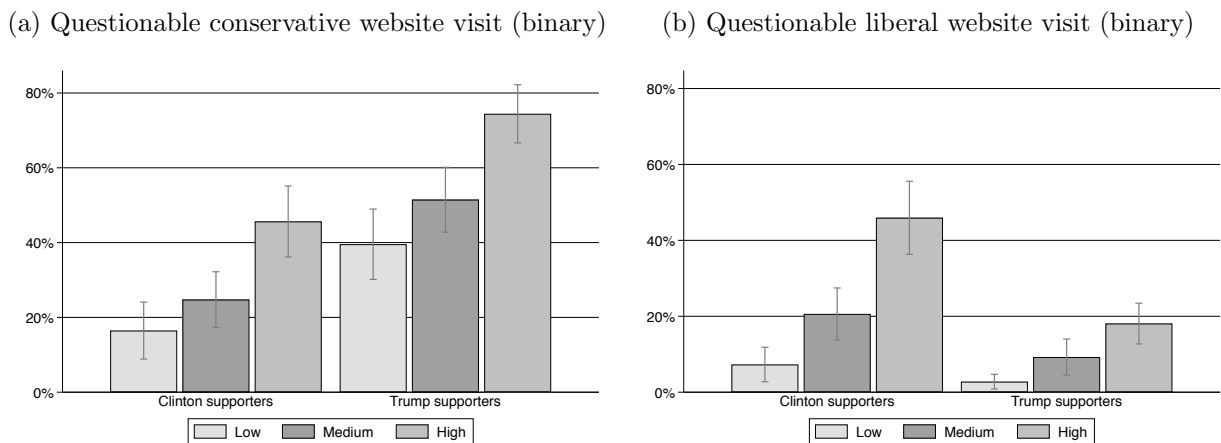 (a) Questionable conservative website visit (binary)
80%
60%
40%
20%
0%
Clinton supporters Trump supporters
Low Medium High
(b) Questionable liberal website visit (binary)
80%
60%
40%
20%
0%
Clinton supporters Trump supporters
Low Medium High